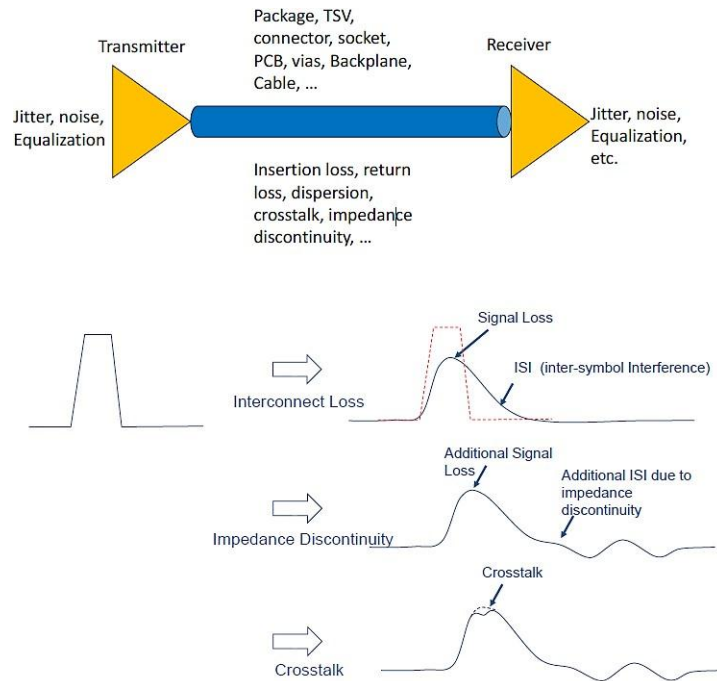 Package, TSV,
connector, socket,
PCB, vias, Backplane,
Cable, ...
Transmitter
Receiver
Jitter, noise,
Equalization
Jitter, noise,
Equalization,
etc.
Insertion loss, return
loss, dispersion,
crosstalk, impedance
discontinuity, ...
Signal Loss
ISI (inter-symbol Interference)
Interconnect Loss
Additional Signal
Loss
Additional ISI due to
impedance
discontinuity
Impedance Discontinuity
Crosstalk
Crosstalk